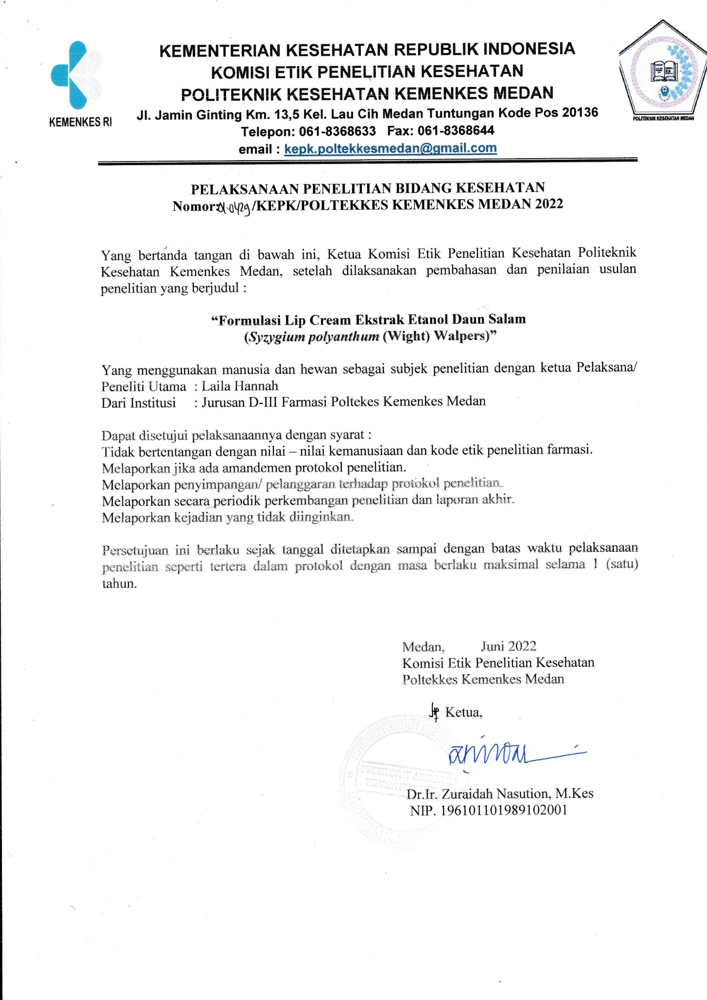 KEMENTERIAN KESEHATAN REPUBLIK INDONESIA
KOMISI ETIK PENELITIAN KESEHATAN
POLITEKNIK KESEHATAN KEMENKES MEDAN
Jl. Jamin Ginting Km. 13,5 Kel. Lau Cih Medan Tuntungan Kode Pos 20136
Telepon: 061-8368633 Fax: 061-8368644
email : kepk.poltekkesmedan@gmail.com
KEMENKES RI
POLITEKNIK KESEHATAN MEDAN
PELAKSANAAN PENELITIAN BIDANG KESEHATAN
Nomor:01.0429/KEPK/POLTEKKES KEMENKES MEDAN 2022
Yang bertanda tangan di bawah ini, Ketua Komisi Etik Penelitian Kesehatan Politeknik
Kesehatan Kemenkes Medan, setelah dilaksanakan pembahasan dan penilaian usulan
penelitian yang berjudul :
“Formulasi Lip Cream Ekstrak Etanol Daun Salam
(Syzygium polyanthum (Wight) Walpers)”
Yang menggunakan manusia dan hewan sebagai subjek penelitian dengan ketua Pelaksana/
Peneliti Utama : Laila Hannah
Dari Institusi : Jurusan D-III Farmasi Poltekes Kemenkes Medan
Dapat disetujui pelaksanaannya dengan syarat :
Tidak bertentangan dengan nilai – nilai kemanusiaan dan kode etik penelitian farmasi.
Melaporkan jika ada amandemen protokol penelitian.
Melaporkan penyimpangan/ pelanggaran terhadap protokol penelitian.
Melaporkan secara periodik perkembangan penelitian dan laporan akhir.
Melaporkan kejadian yang tidak diinginkan.
Persetujuan ini berlaku sejak tanggal ditetapkan sampai dengan batas waktu pelaksanaan
penelitian seperti tertera dalam protokol dengan masa berlaku maksimal selama 1 (satu)
tahun.
Medan, Juni 2022
Komisi Etik Penelitian Kesehatan
Poltekkes Kemenkes Medan
Ketua,
KEMENTERIAN
DIREKTORAT JENDERAL
TENAGA
Dr.Ir. Zuraidah Nasution, M.Kes
NIP. 196101101989102001